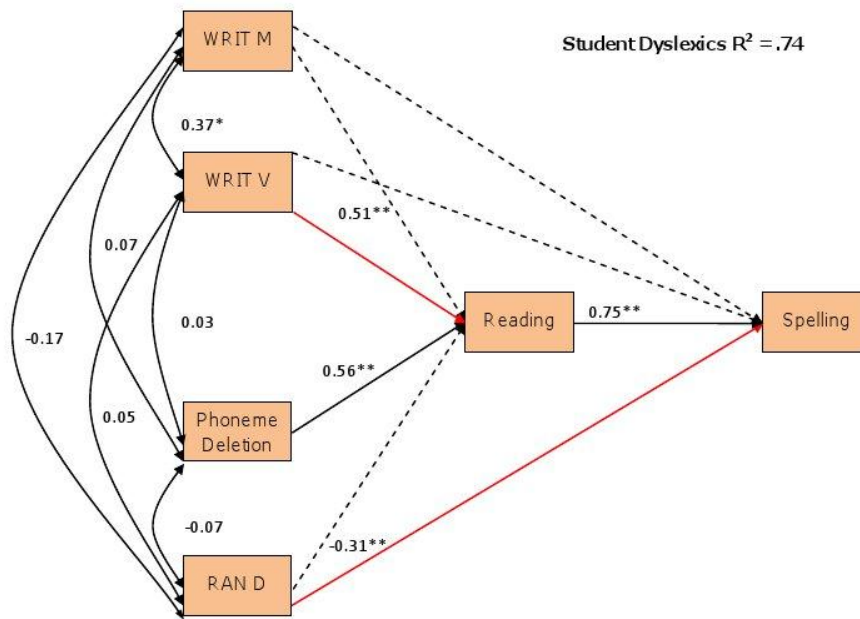 WRIT M
Student Dyslexics R² = .74
0.37*
WRIT V
0.51**
0.07
Reading
0.75**
Spelling
0.03
-0.17
0.56**
Phoneme
Deletion
0.05
-0.07
-0.31**
RAN D